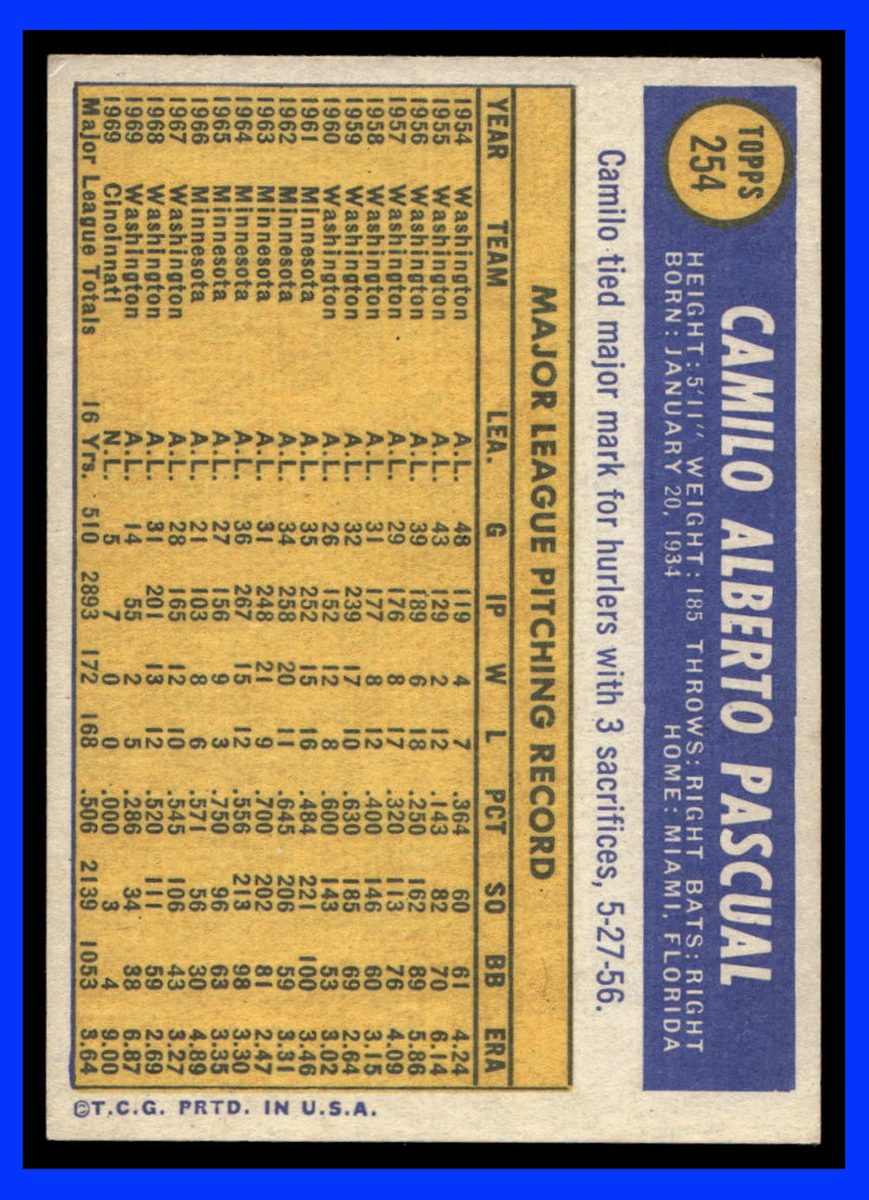 TOPPS
254
CAMILO ALBERTO PASCUAL
HEIGHT: 5'11" WEIGHT: 185 THROWS: RIGHT BATS: RIGHT
BORN: JANUARY 20, 1934 HOME: MIAMI, FLORIDA
Camilo tied major mark for hurlers with 3 sacrifices, 5-27-56.
MAJOR LEAGUE PITCHING RECORD
YEAR TEAM LEA. G IP W L PCT SO BB ERA
1954 Washington A.L. 48 119 4 7 .364 60 61 4.24
1955 Washington A.L. 43 129 2 12 .143 82 70 6.14
1956 Washington A.L. 39 189 6 18 .250 162 89 5.86
1957 Washington A.L. 29 176 8 17 .320 113 76 4.09
1958 Washington A.L. 31 177 8 12 .400 146 60 3.15
1959 Washington A.L. 32 239 17 10 .630 185 69 2.64
1960 Washington A.L. 26 152 12 8 .600 143 53 3.02
1961 Minnesota A.L. 35 252 15 16 .484 221 100 3.46
1962 Minnesota A.L. 34 258 20 11 .645 206 59 3.31
1963 Minnesota A.L. 31 248 21 9 .700 202 81 2.47
1964 Minnesota A.L. 36 267 15 12 .556 213 98 3.30
1965 Minnesota A.L. 27 156 9 3 .750 96 63 3.35
1966 Minnesota A.L. 21 103 8 6 .571 56 30 4.89
1967 Washington A.L. 28 165 12 10 .545 106 43 3.27
1968 Washington A.L. 31 201 13 12 .520 111 59 2.69
1969 Washington A.L. 14 55 2 5 .286 34 38 6.87
1969 Cincinnati N.L. 5 7 0 0 .000 3 4 9.00
Major League Totals 16 Yrs. 510 2893 172 168 .506 2139 1053 3.64
©T.C.G. PRTD. IN U.S.A.